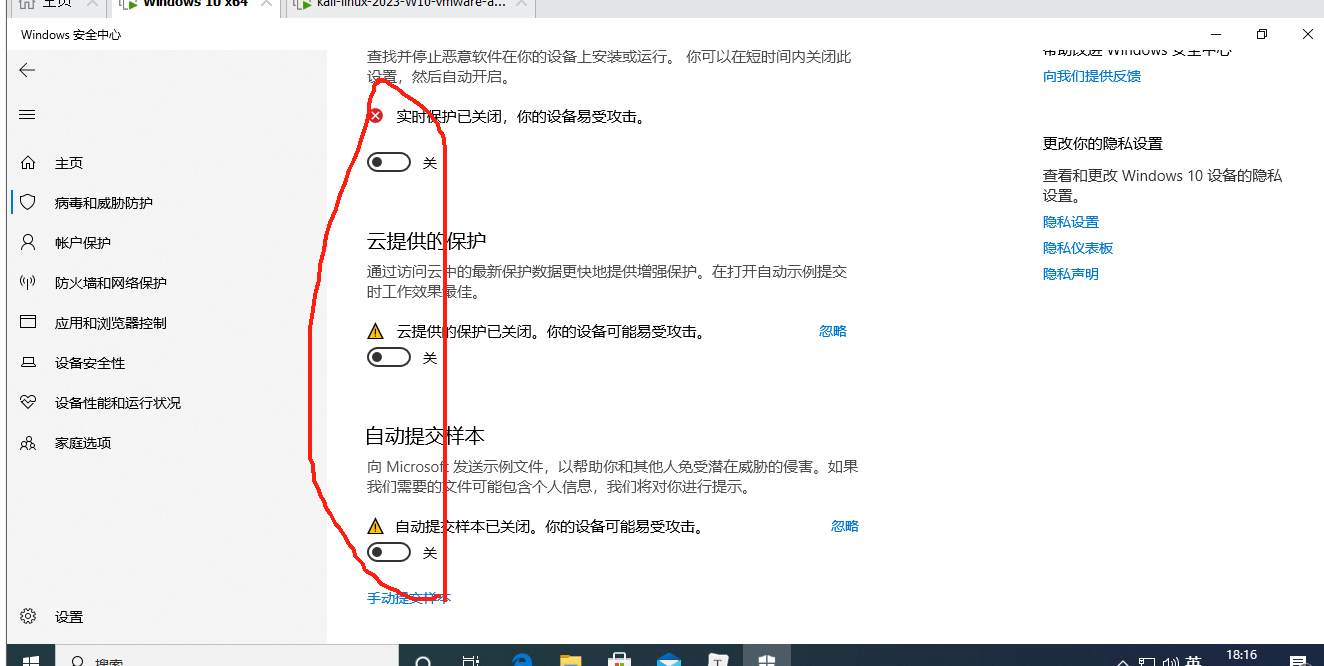 主页
Windows 10 x64
kali-linux-2023-W10-vmware-a...
Windows 安全中心
主页
病毒和威胁防护
帐户保护
防火墙和网络保护
应用和浏览器控制
设备安全性
设备性能和运行状况
家庭选项
设置
查找并停止恶意软件在你的设备上安装或运行。 你可以在短时间内关闭此
设置，然后自动开启。
实时保护已关闭，你的设备易受攻击。
关
云提供的保护
通过访问云中的最新保护数据更快地提供增强保护。在打开自动示例提交
时工作效果最佳。
云提供的保护已关闭。你的设备可能易受攻击。
忽略
关
自动提交样本
向 Microsoft 发送示例文件，以帮助你和其他人免受潜在威胁的侵害。如果
我们需要的文件可能包含个人信息，我们将对你进行提示。
自动提交样本已关闭。你的设备可能易受攻击。
忽略
关
手动提交样本
帮助改进 Windows 安全中心
向我们提供反馈
更改你的隐私设置
查看和更改 Windows 10 设备的隐私
设置。
隐私设置
隐私仪表板
隐私声明
搜索
T
英
18:16